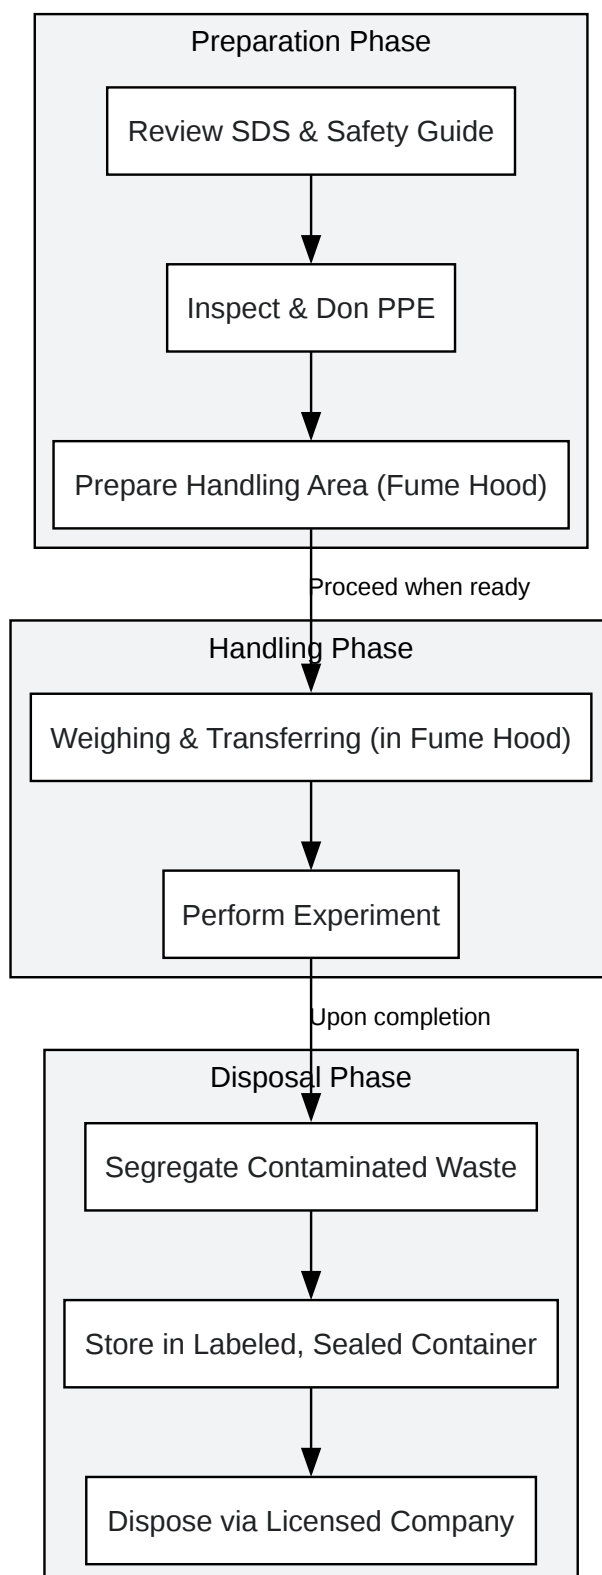 Preparation Phase
Review SDS & Safety Guide
Inspect & Don PPE
Prepare Handling Area (Fume Hood)
Proceed when ready
Handling Phase
Weighing & Transferring (in Fume Hood)
Perform Experiment
Upon completion
Disposal Phase
Segregate Contaminated Waste
Store in Labeled, Sealed Container
Dispose via Licensed Company